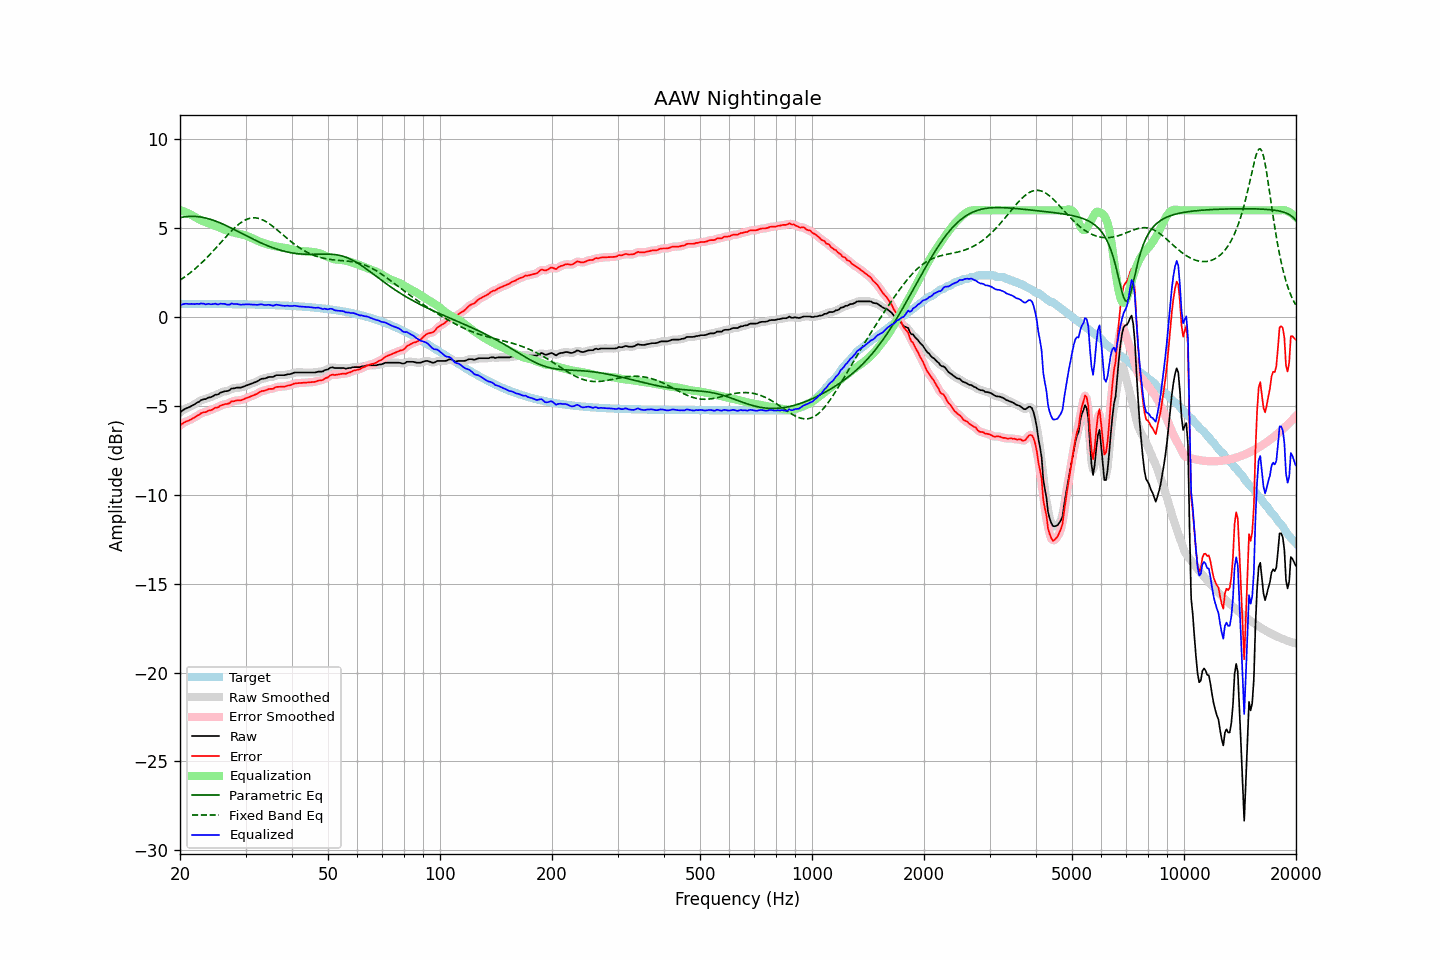 AAW Nightingale
10
5
0
−5
−10
−15
−20
−25
−30
Amplitude (dBr)
Target
Raw Smoothed
Error Smoothed
Raw
Error
Equalization
Parametric Eq
Fixed Band Eq
Equalized
20
50
100
200
500
1000
2000
5000
10000
20000
Frequency (Hz)